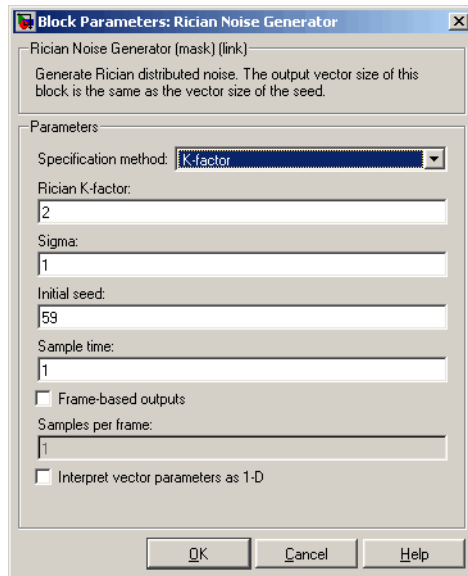 Block Parameters: Rician Noise Generator
Rician Noise Generator (mask) (link)
Generate Rician distributed noise. The output vector size of this
block is the same as the vector size of the seed.
Parameters
Specification method: K-factor
Rician K-factor:
2
Sigma:
1
Initial seed:
59
Sample time:
1
Frame-based outputs
Samples per frame:
1
Interpret vector parameters as 1-D
OK Cancel Help